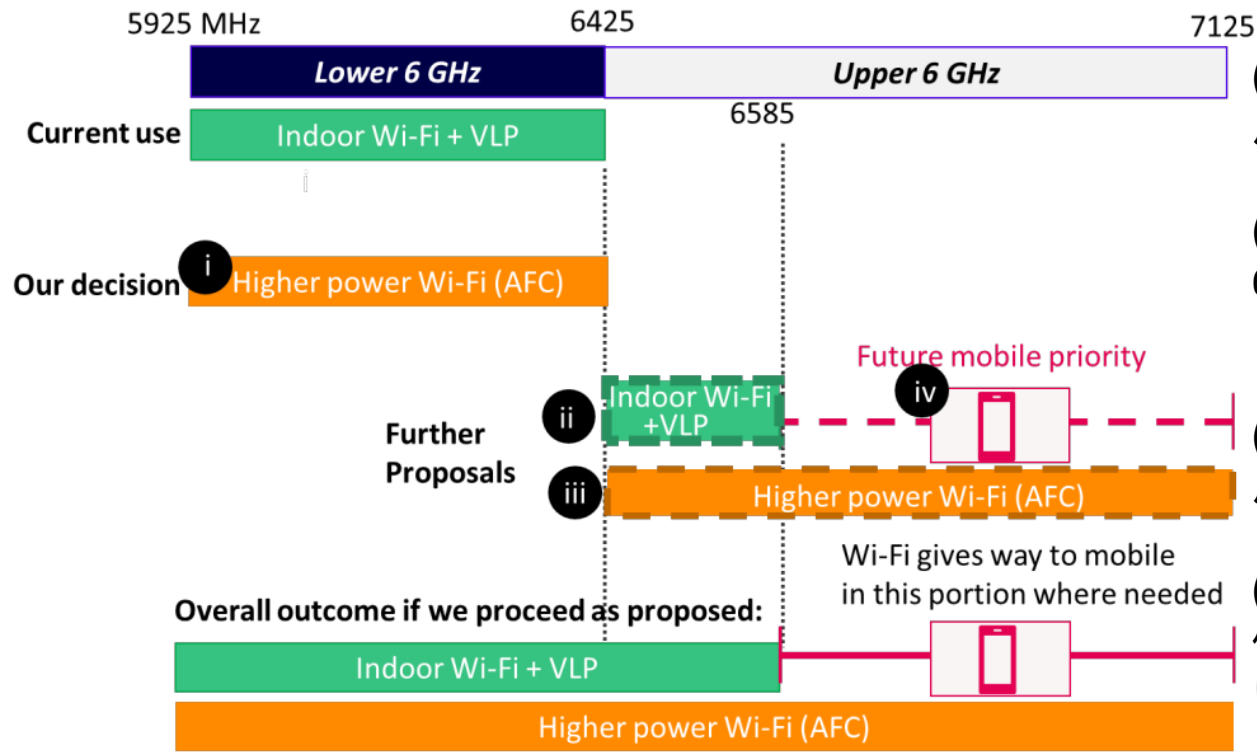 5925 MHz 6425 7125
Lower 6 GHz Upper 6 GHz
6585
Current use Indoor Wi-Fi + VLP
i
Our decision i Higher power Wi-Fi (AFC)
Future mobile priority
Further
Proposals
ii Indoor Wi-Fi
+VLP
iv
iii Higher power Wi-Fi (AFC)
Wi-Fi gives way to mobile
in this portion where needed
Overall outcome if we proceed as proposed:
Indoor Wi-Fi + VLP
Higher power Wi-Fi (AFC)